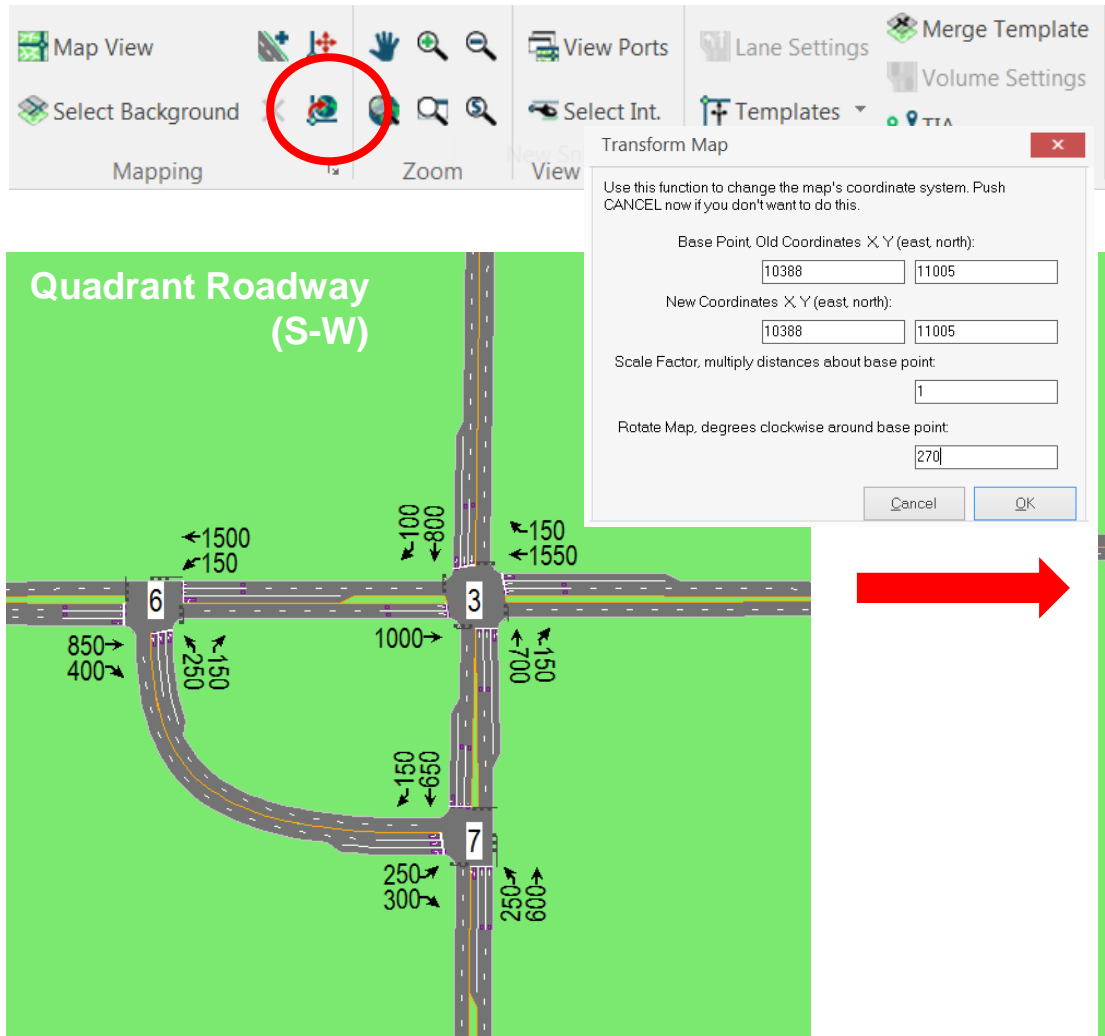 Map View
View Ports
Lane Settings
Merge Template
Volume Settings
Select Background
Select Int.
Templates
TIA
Mapping
Zoom
View
Transform Map
Use this function to change the map's coordinate system. Push
CANCEL now if you don't want to do this.
Base Point, Old Coordinates X, Y (east, north):
10388 11005
New Coordinates X, Y (east, north):
10388 11005
Scale Factor, multiply distances about base point:
1
Rotate Map, degrees clockwise around base point:
270
Cancel OK
Quadrant Roadway
(S-W)
1500
150
100
800
150
1550
6
3
850
400
250
150
1000
700
150
150
650
7
250
300
250
600